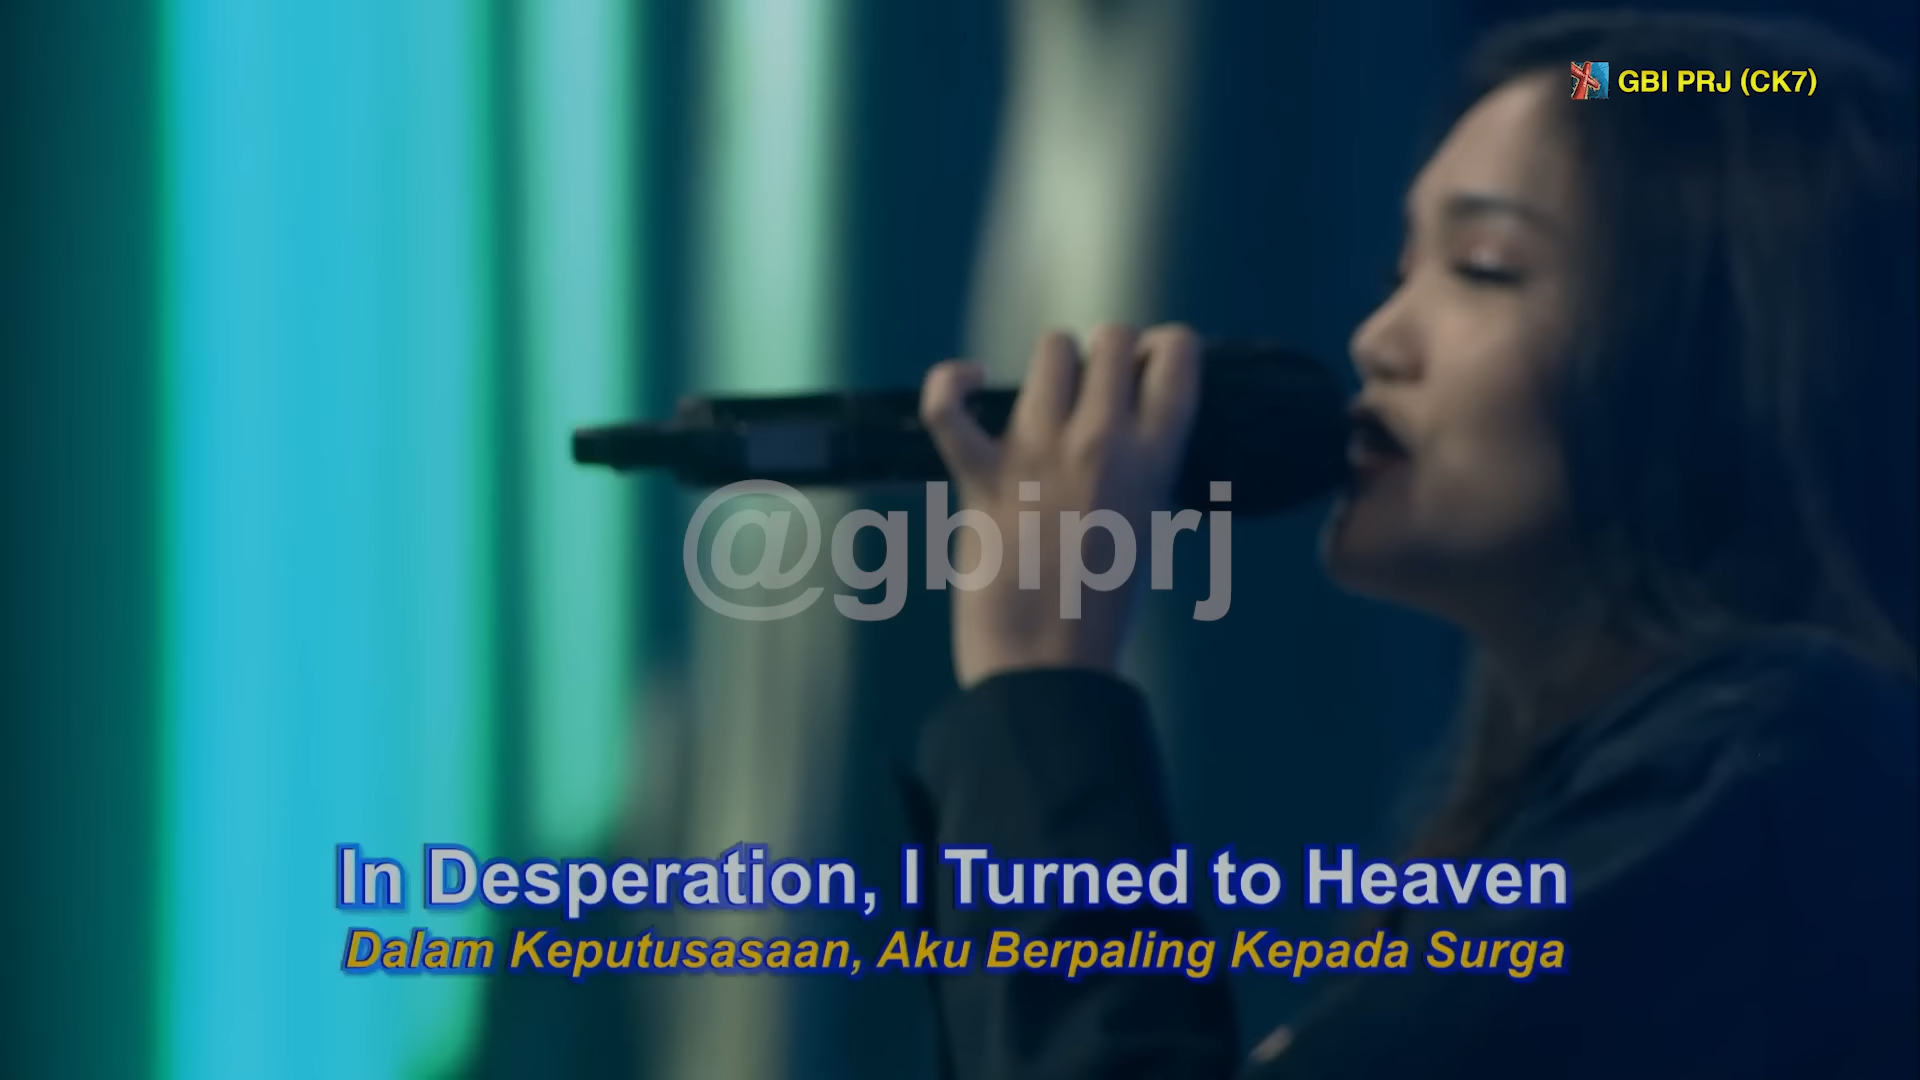 GBI PRJ (CK7)
@gbiprj
In Desperation, I Turned to Heaven
Dalam Keputusasaan, Aku Berpaling Kepada Surga